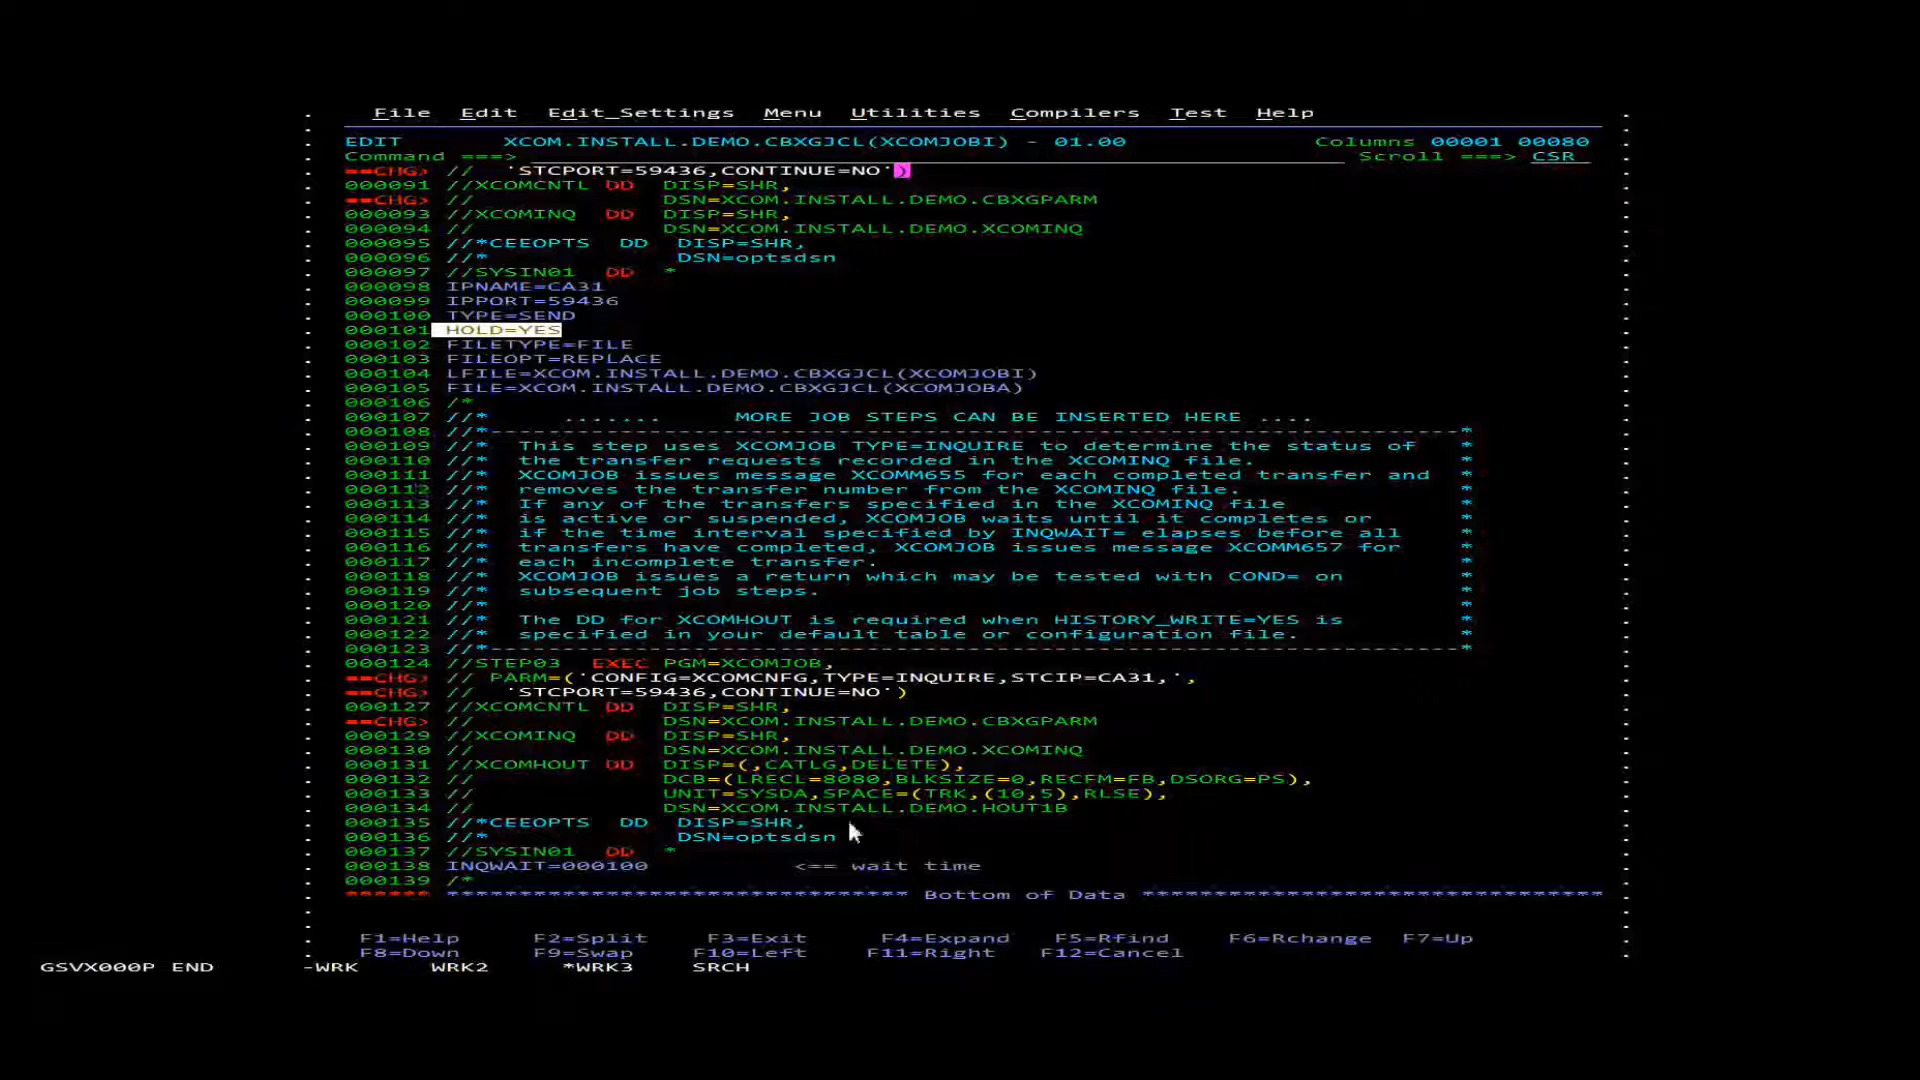 File Edit Edit_Settings Menu Utilities Compilers Test Help
EDIT XCOM.INSTALL.DEMO.CBXGJCL(XCOMJOBI) - 01.00 Columns 00001 00080
Command ===> Scroll ===> CSR
==CHG> // 'STCPORT=59436,CONTINUE=NO')
000091 //XCOMCNTL DD DISP=SHR,
==CHG> // DSN=XCOM.INSTALL.DEMO.CBXGPARM
000093 //XCOMINQ DD DISP=SHR,
000094 // DSN=XCOM.INSTALL.DEMO.XCOMINQ
000095 //*CEEOPTS DD DISP=SHR,
000096 //* DSN=optsdsn
000097 //SYSIN01 DD *
000098 IPNAME=CA31
000099 IPPORT=59436
000100 TYPE=SEND
000101 HOLD=YES
000102 FILETYPE=FILE
000103 FILEOPT=REPLACE
000104 LFILE=XCOM.INSTALL.DEMO.CBXGJCL(XCOMJOBI)
000105 FILE=XCOM.INSTALL.DEMO.CBXGJCL(XCOMJOBA)
000106 /*
000107 //* ....... MORE JOB STEPS CAN BE INSERTED HERE ....
000108 //*-------------------------------------------------------------------*
000109 //* This step uses XCOMJOB TYPE=INQUIRE to determine the status of *
000110 //* the transfer requests recorded in the XCOMINQ file. *
000111 //* XCOMJOB issues message XCOMM655 for each completed transfer and *
000112 //* removes the transfer number from the XCOMINQ file. *
000113 //* If any of the transfers specified in the XCOMINQ file *
000114 //* is active or suspended, XCOMJOB waits until it completes or *
000115 //* if the time interval specified by INQWAIT= elapses before all *
000116 //* transfers have completed, XCOMJOB issues message XCOMM657 for *
000117 //* each incomplete transfer. *
000118 //* XCOMJOB issues a return which may be tested with COND= on *
000119 //* subsequent job steps. *
000120 //* *
000121 //* The DD for XCOMHOUT is required when HISTORY_WRITE=YES is *
000122 //* specified in your default table or configuration file. *
000123 //*-------------------------------------------------------------------*
000124 //STEP03 EXEC PGM=XCOMJOB,
==CHG> // PARM=('CONFIG=XCOMCNFG,TYPE=INQUIRE,STCIP=CA31,',
==CHG> // 'STCPORT=59436,CONTINUE=NO')
000127 //XCOMCNTL DD DISP=SHR,
==CHG> // DSN=XCOM.INSTALL.DEMO.CBXGPARM
000129 //XCOMINQ DD DISP=SHR,
000130 // DSN=XCOM.INSTALL.DEMO.XCOMINQ
000131 //XCOMHOUT DD DISP=(,CATLG,DELETE),
000132 // DCB=(LRECL=8080,BLKSIZE=0,RECFM=FB,DSORG=PS),
000133 // UNIT=SYSDA,SPACE=(TRK,(10,5),RLSE),
000134 // DSN=XCOM.INSTALL.DEMO.HOUT1B
000135 //*CEEOPTS DD DISP=SHR,
000136 //* DSN=optsdsn
000137 //SYSIN01 DD *
000138 INQWAIT=000100 <== wait time
000139 /*
****** ******************************** Bottom of Data ********************************
F1=Help F2=Split F3=Exit F4=Expand F5=Rfind F6=Rchange F7=Up
F8=Down F9=Swap F10=Left F11=Right F12=Cancel
GSVX000P END -WRK WRK2 *WRK3 SRCH